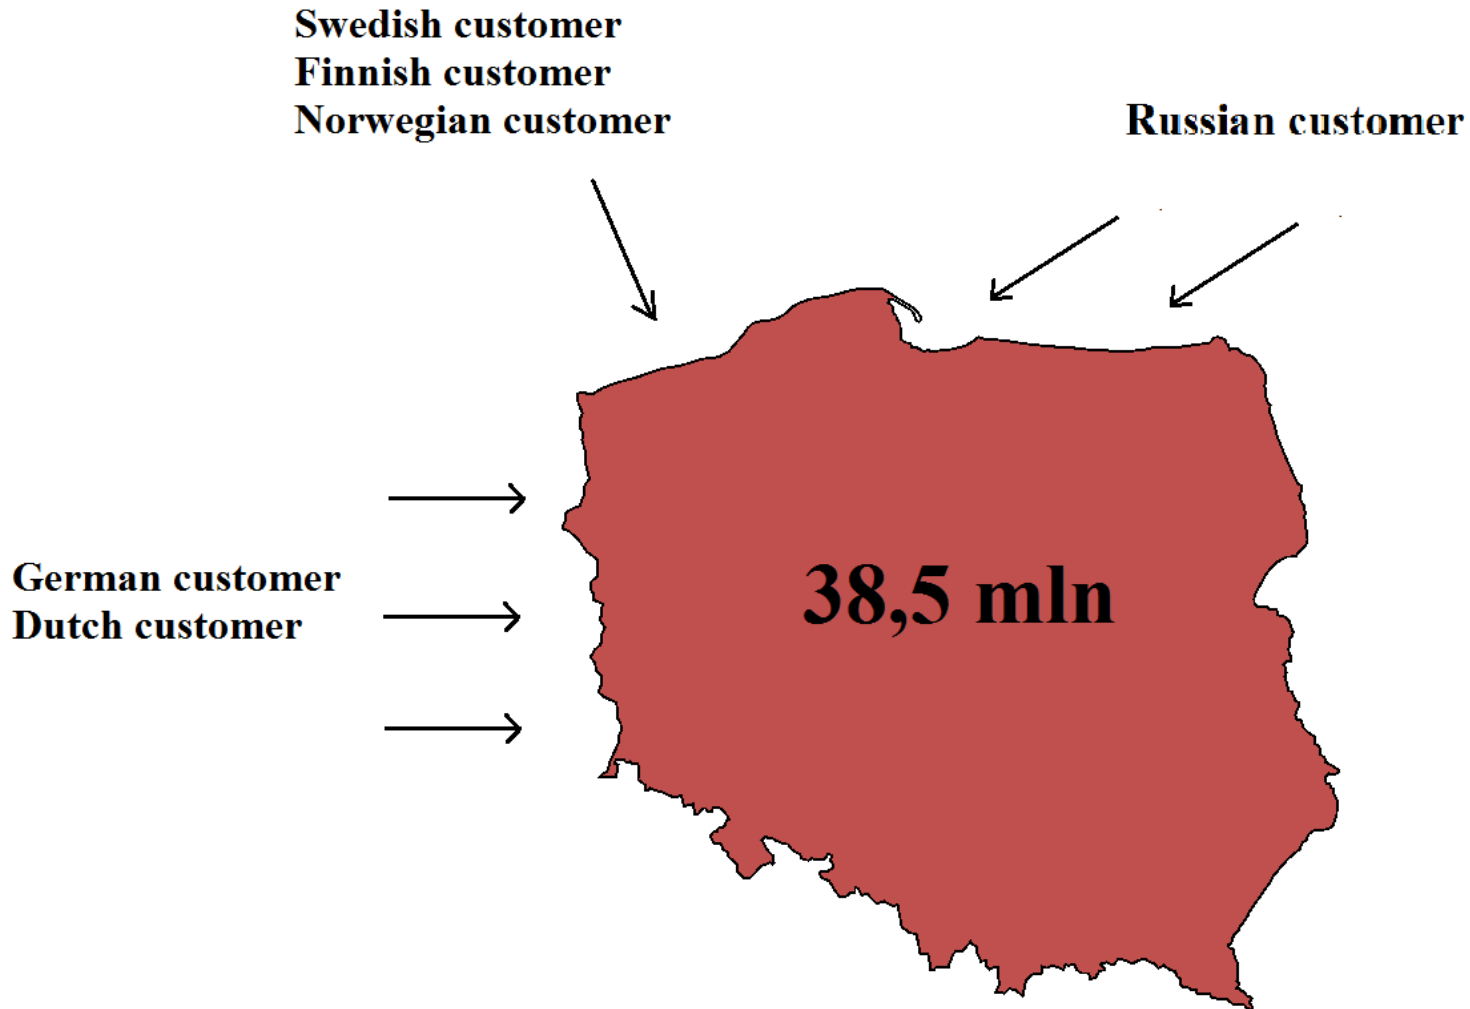 Swedish customer
Finnish customer
Norwegian customer
Russian customer
German customer
Dutch customer
38,5 mln